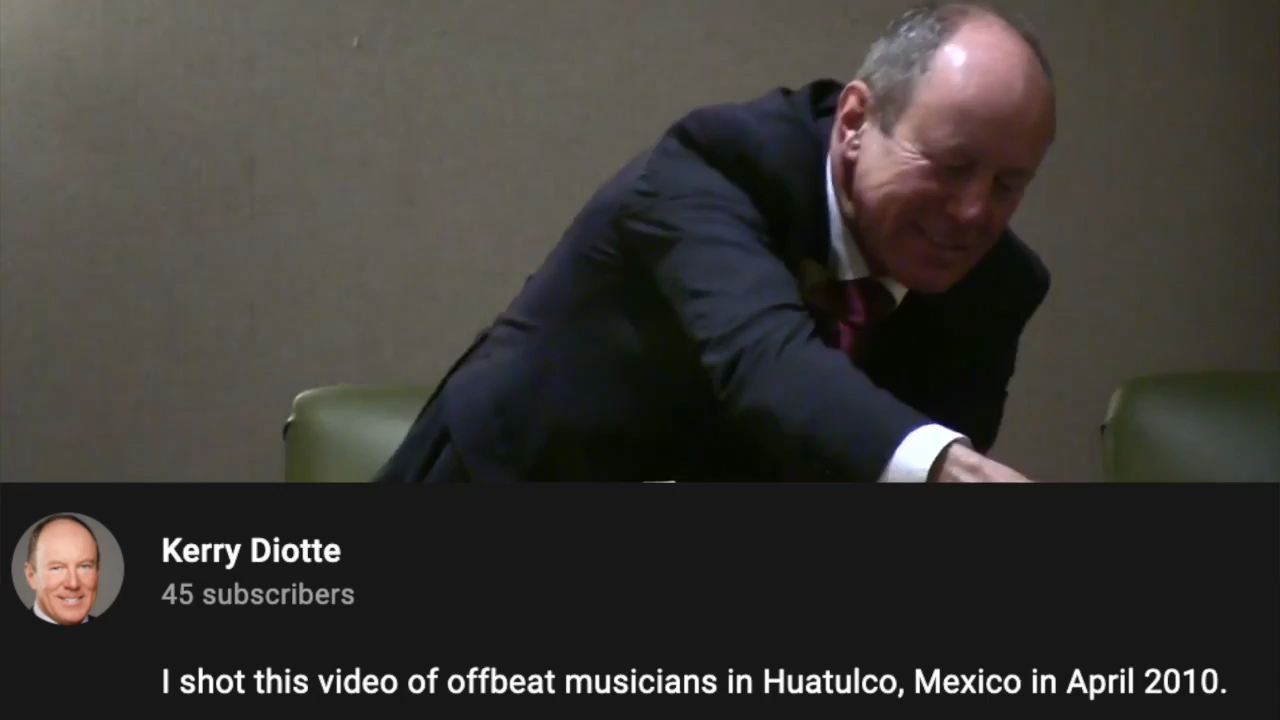 Kerry Diotte
45 subscribers
I shot this video of offbeat musicians in Huatulco, Mexico in April 2010.